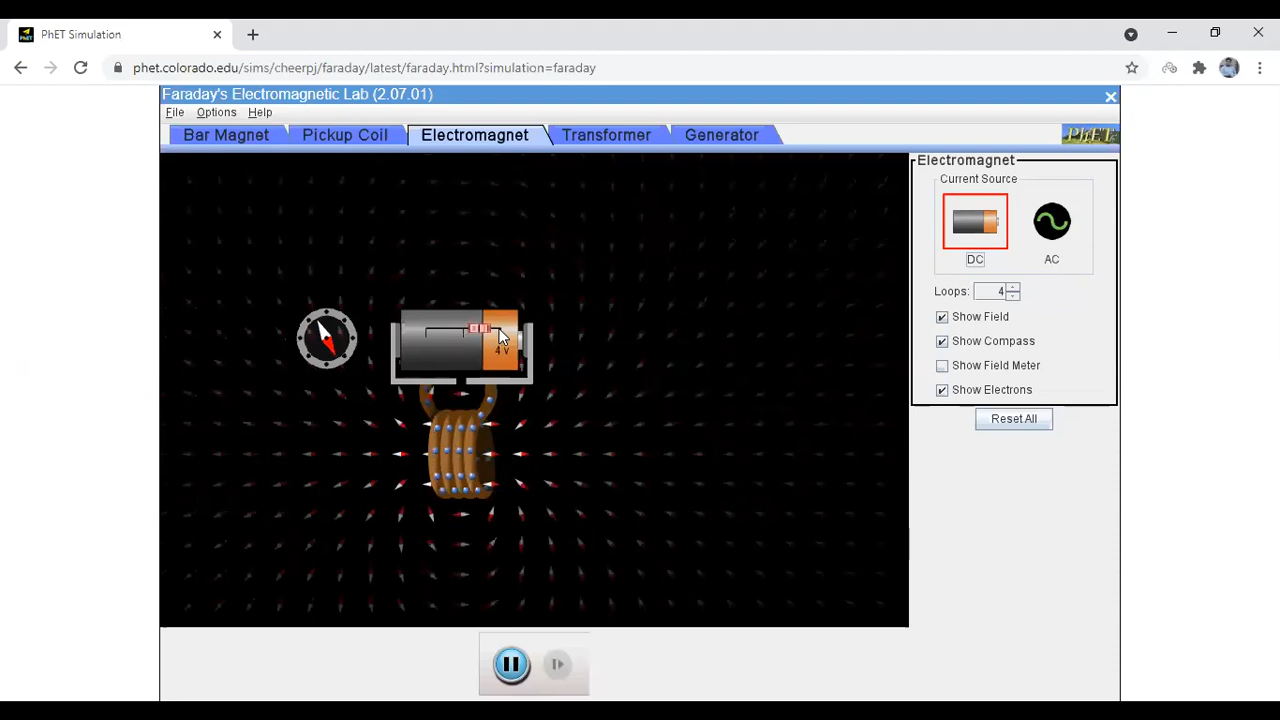 PhET Simulation
phet.colorado.edu/sims/cheerpj/faraday/latest/faraday.html?simulation=faraday
Faraday's Electromagnetic Lab (2.07.01)
File Options Help
Bar Magnet Pickup Coil Electromagnet Transformer Generator PhET
Electromagnet
Current Source
DC AC
Loops: 4
Show Field
Show Compass
Show Field Meter
Show Electrons
Reset All
4 V